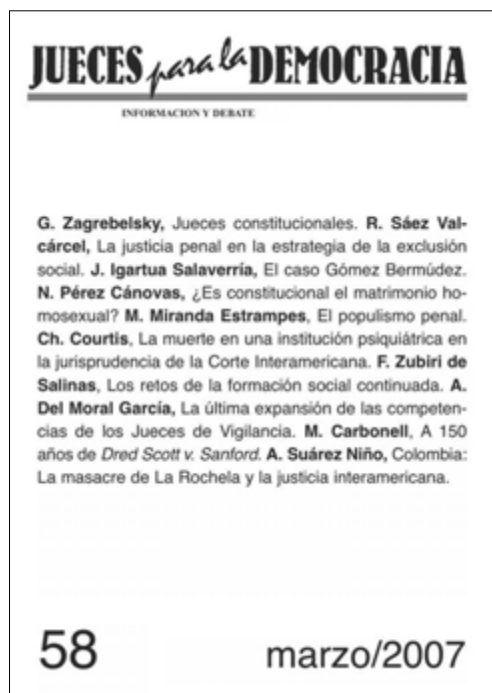 JUECES para la DEMOCRACIA
INFORMACION Y DEBATE
G. Zagrebelsky, Jueces constitucionales. R. Sáez Val-
cárcel, La justicia penal en la estrategia de la exclusión
social. J. Igartua Salaverría, El caso Gómez Bermúdez.
N. Pérez Cánovas, ¿Es constitucional el matrimonio ho-
mosexual? M. Miranda Estrampes, El populismo penal.
Ch. Courtis, La muerte en una institución psiquiátrica en
la jurisprudencia de la Corte Interamericana. F. Zubiri de
Salinas, Los retos de la formación social continuada. A.
Del Moral García, La última expansión de las competen-
cias de los Jueces de Vigilancia. M. Carbonell, A 150
años de Dred Scott v. Sanford. A. Suárez Niño, Colombia:
La masacre de La Rochela y la justicia interamericana.
58
marzo/2007